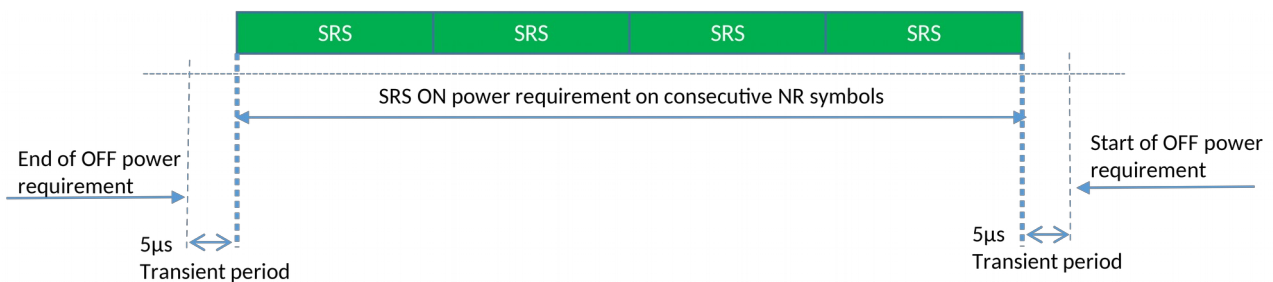 SRS SRS SRS SRS
SRS ON power requirement on consecutive NR symbols
End of OFF power
requirement
Start of OFF power
requirement
5µs
Transient period
5µs
Transient period